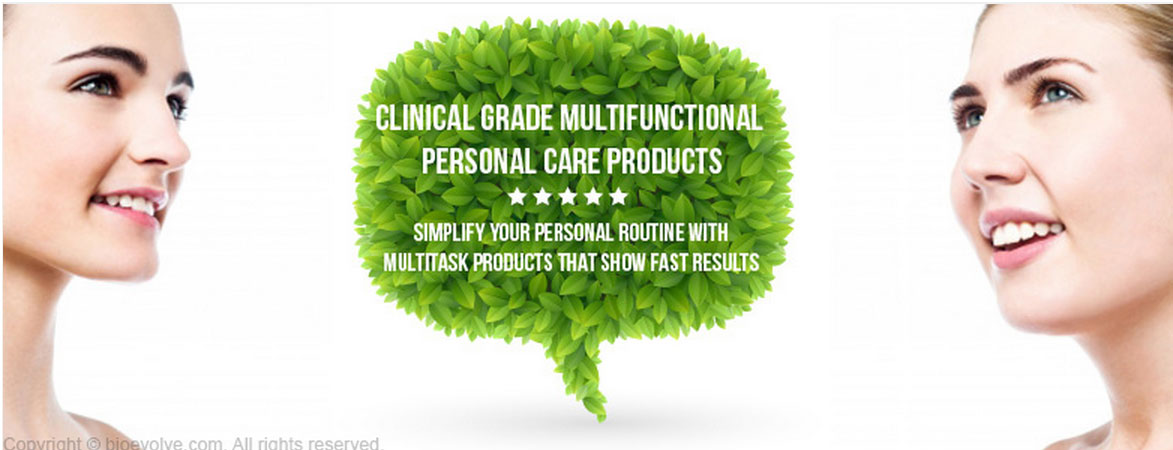 CLINICAL GRADE MULTIFUNCTIONAL
PERSONAL CARE PRODUCTS
SIMPLIFY YOUR PERSONAL ROUTINE WITH
MULTITASK PRODUCTS THAT SHOW FAST RESULTS
Copyright © bioevolve.com. All rights reserved.